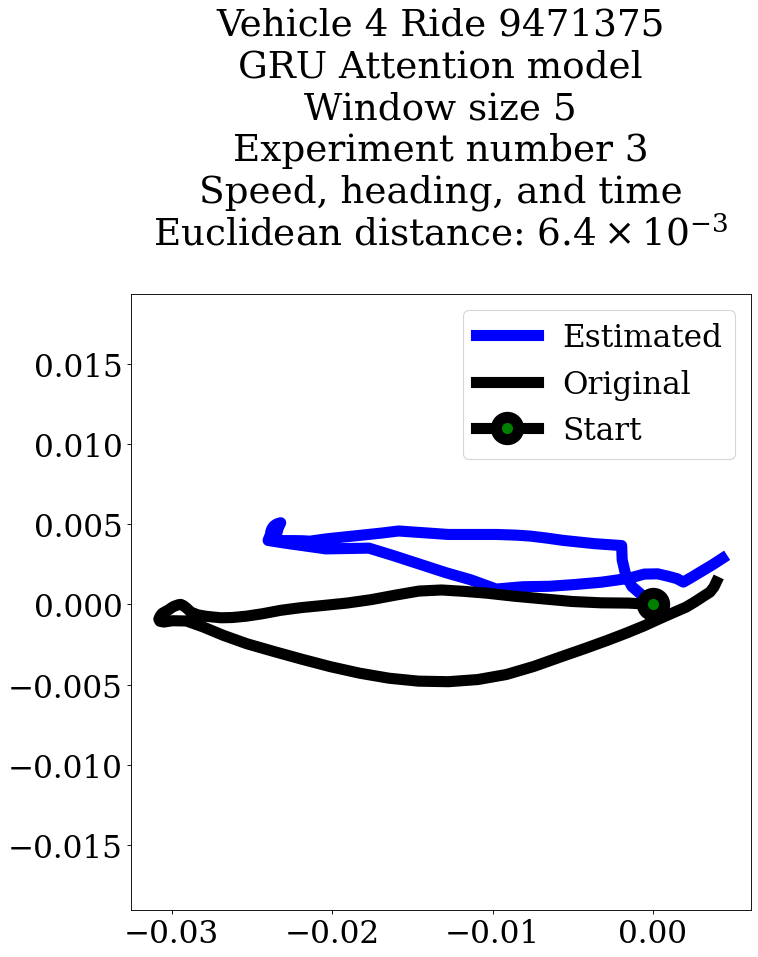 Vehicle 4 Ride 9471375
GRU Attention model
Window size 5
Experiment number 3
Speed, heading, and time
Euclidean distance: 6.4 × 10⁻³
Estimated
Original
Start
0.015
0.010
0.005
0.000
−0.005
−0.010
−0.015
−0.03
−0.02
−0.01
0.00